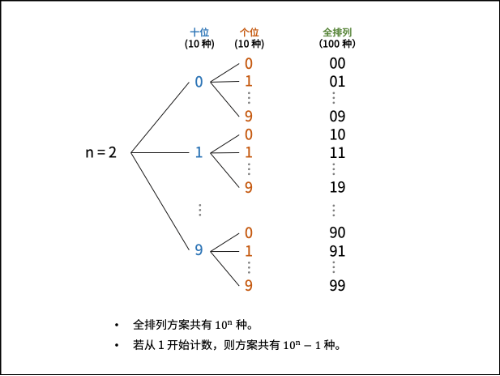 十位 个位 全排列
(10 种) (10 种) (100 种)
0 00
0 1 01
⋮ ⋮
9 09
0 10
n = 2 1 1 11
⋮ ⋮
9 19
⋮ ⋮
0 90
9 1 91
⋮ ⋮
9 99
• 全排列方案共有 10ⁿ 种。
• 若从 1 开始计数，则方案共有 10ⁿ − 1 种。